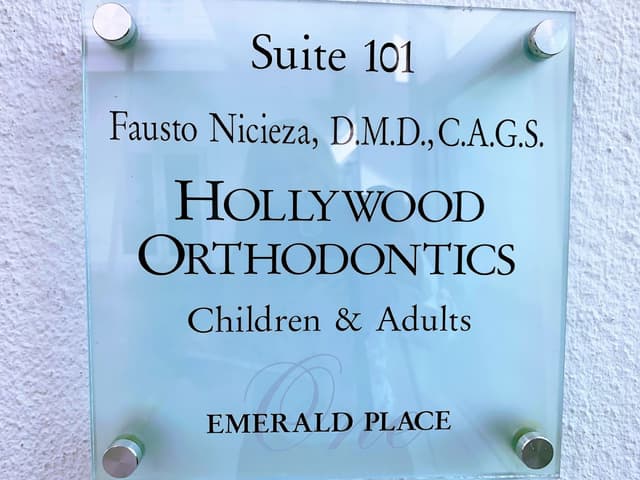 Suite 101
Fausto Nicieza, D.M.D., C.A.G.S.
HOLLYWOOD
ORTHODONTICS
Children & Adults
One
EMERALD PLACE